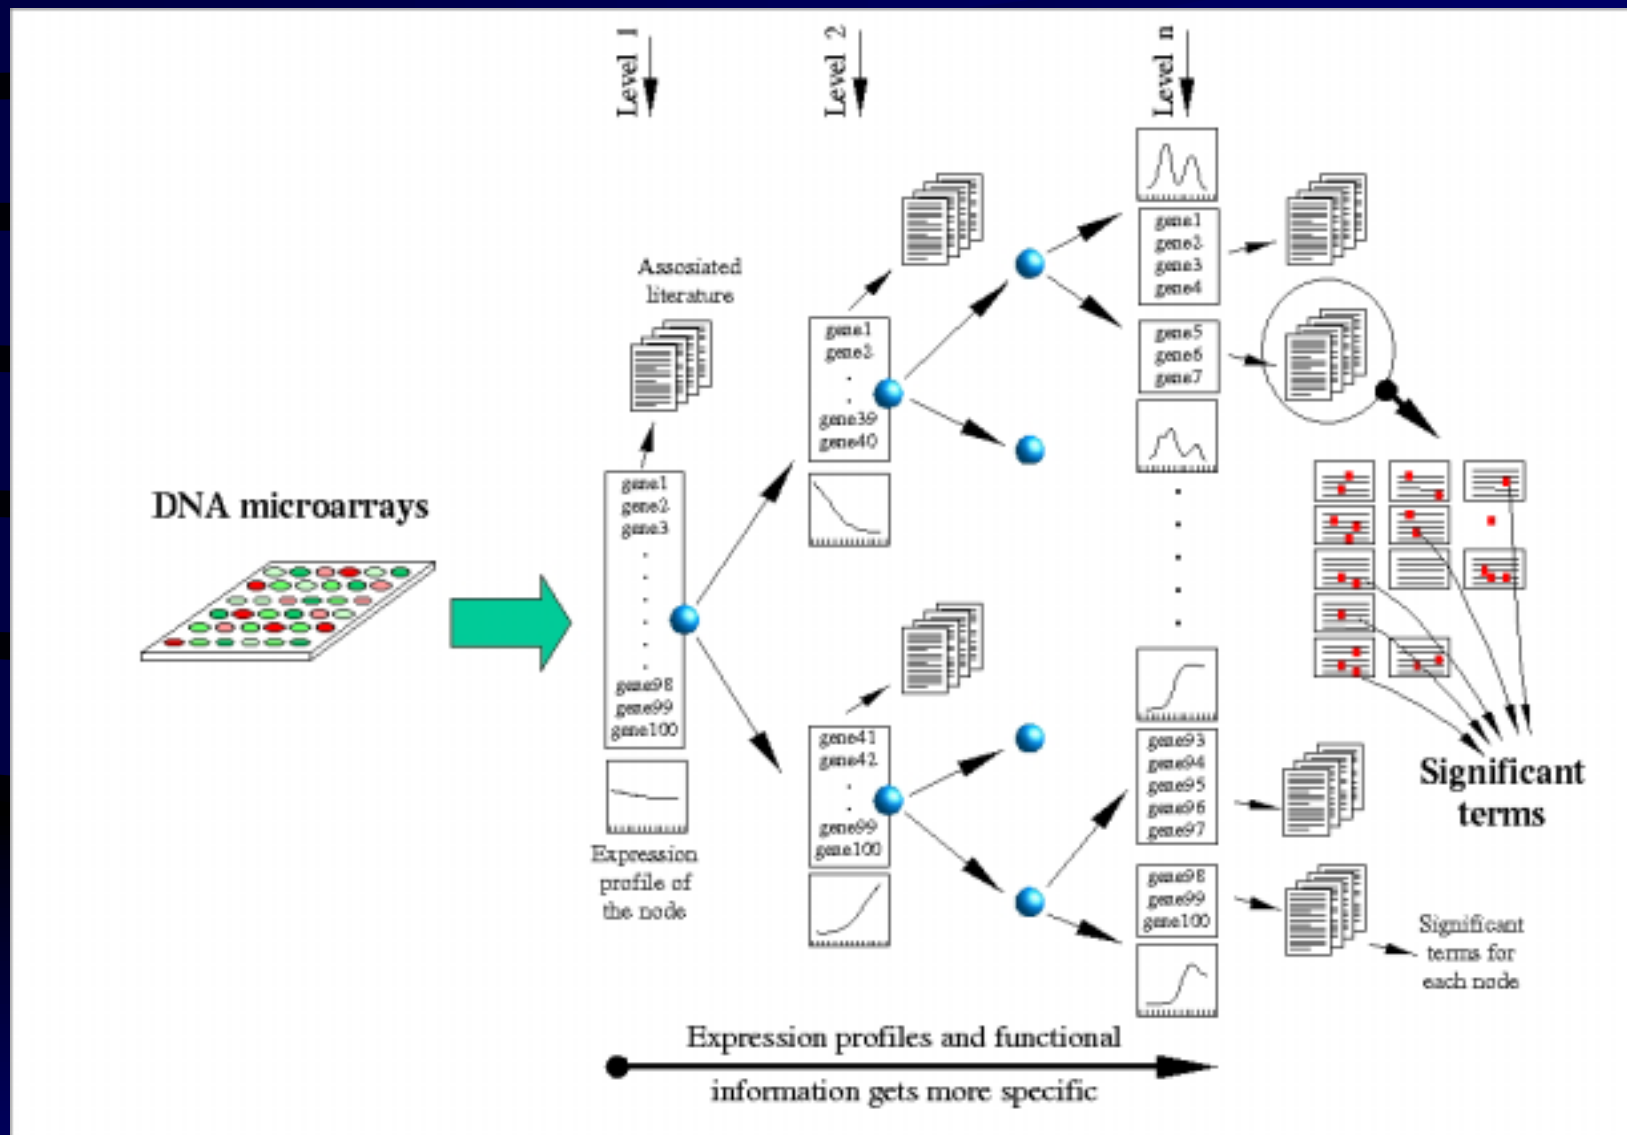 Level 1
Level 2
Level n
Assosiated
literature
DNA microarrays
gene1
gene2
gene3
gene98
gene99
gene100
Expression
profile of
the node
gene1
gene2
gene39
gene40
gene41
gene42
gene99
gene100
gene1
gene2
gene3
gene4
gene5
gene6
gene7
gene93
gene94
gene95
gene96
gene97
gene98
gene99
gene100
Significant
terms
Significant
terms for
each node
Expression profiles and functional
information gets more specific